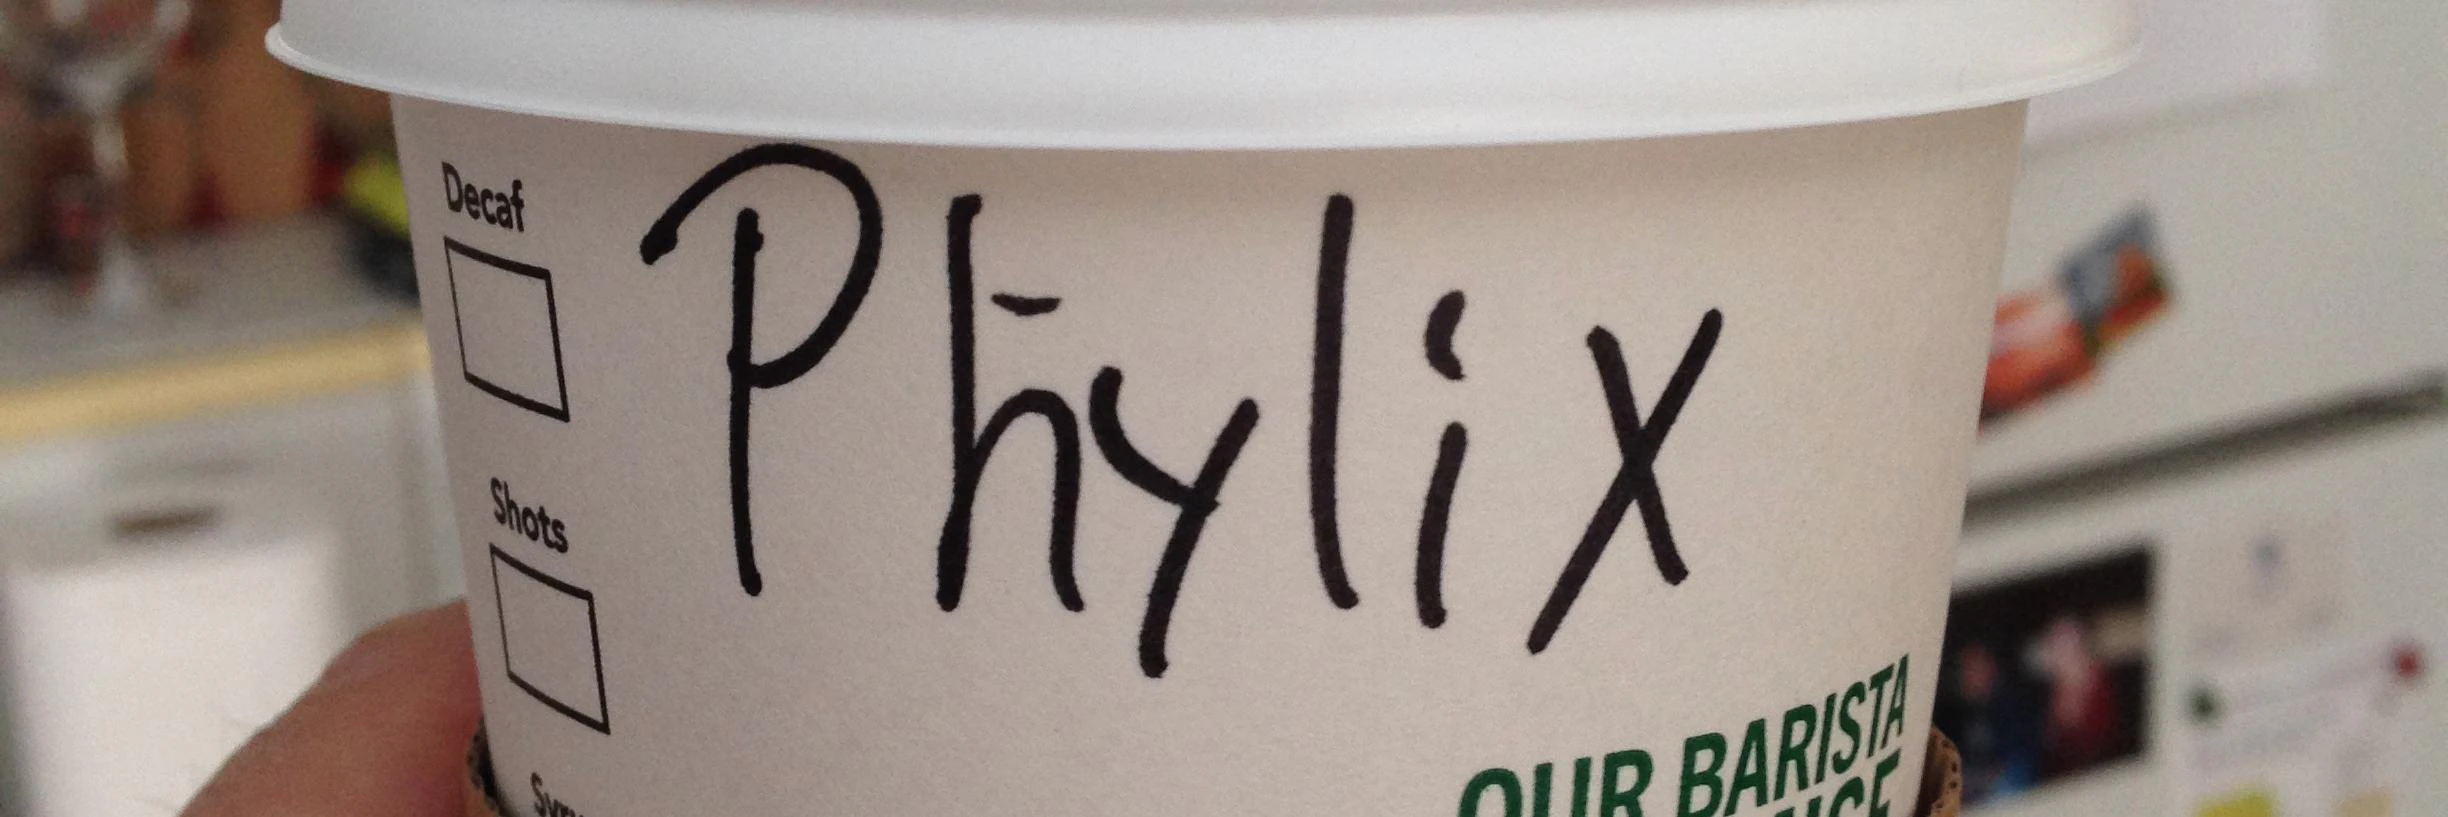 Decaf
Phylix
Shots
OUR BARISTA